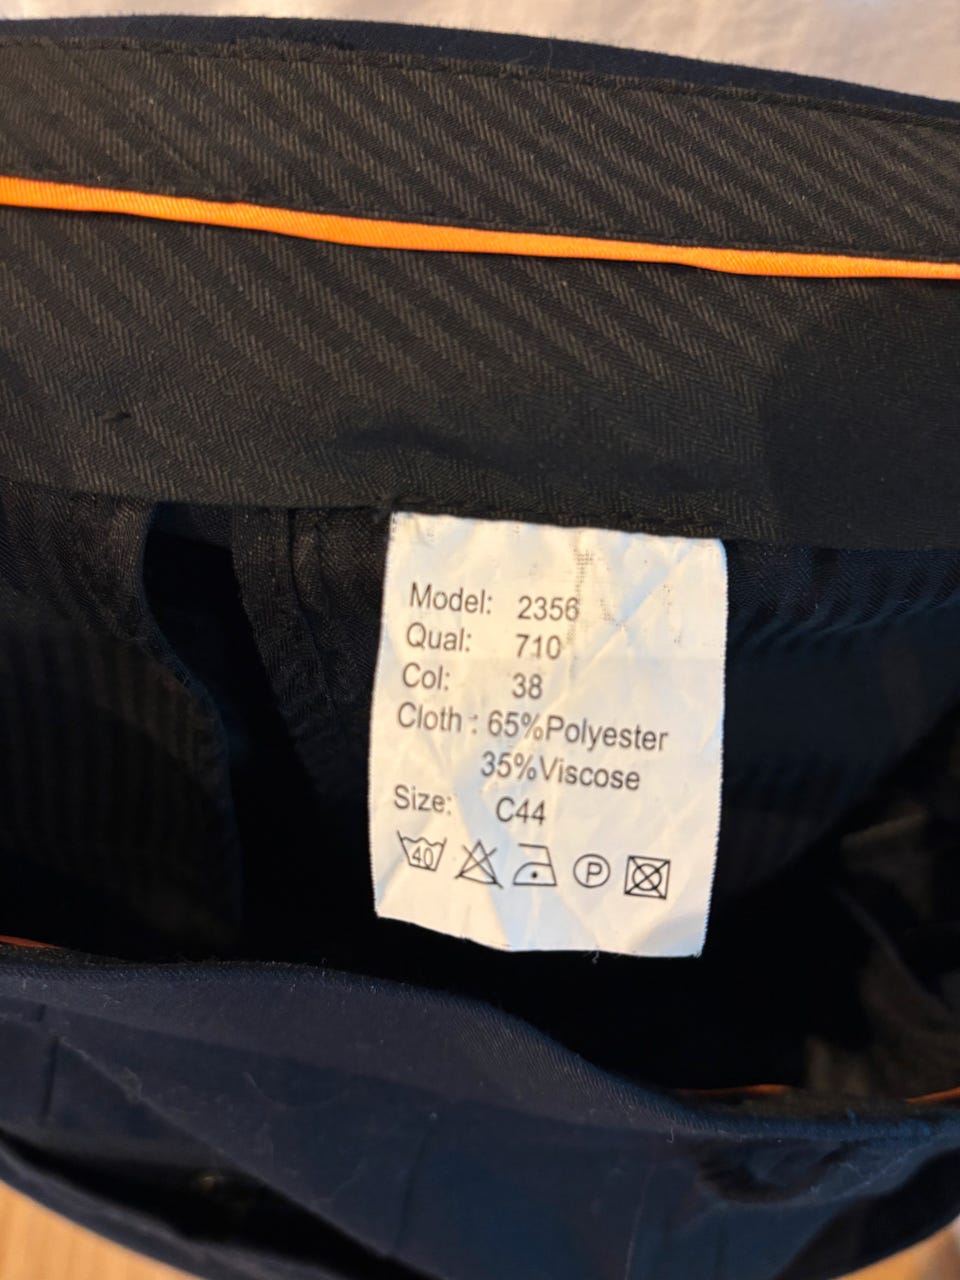 Model: 2356
Qual: 710
Col: 38
Cloth : 65%Polyester
35%Viscose
Size: C44
40 P